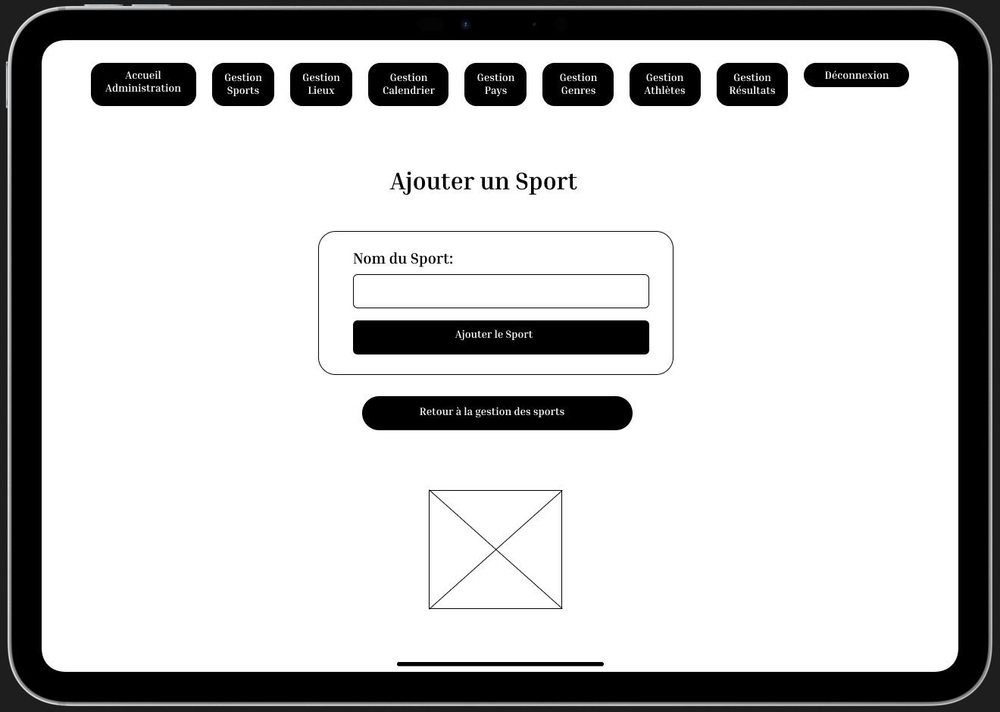 Accueil
Administration
Gestion
Sports
Gestion
Lieux
Gestion
Calendrier
Gestion
Pays
Gestion
Genres
Gestion
Athlètes
Gestion
Résultats
Déconnexion
Ajouter un Sport
Nom du Sport:
Ajouter le Sport
Retour à la gestion des sports